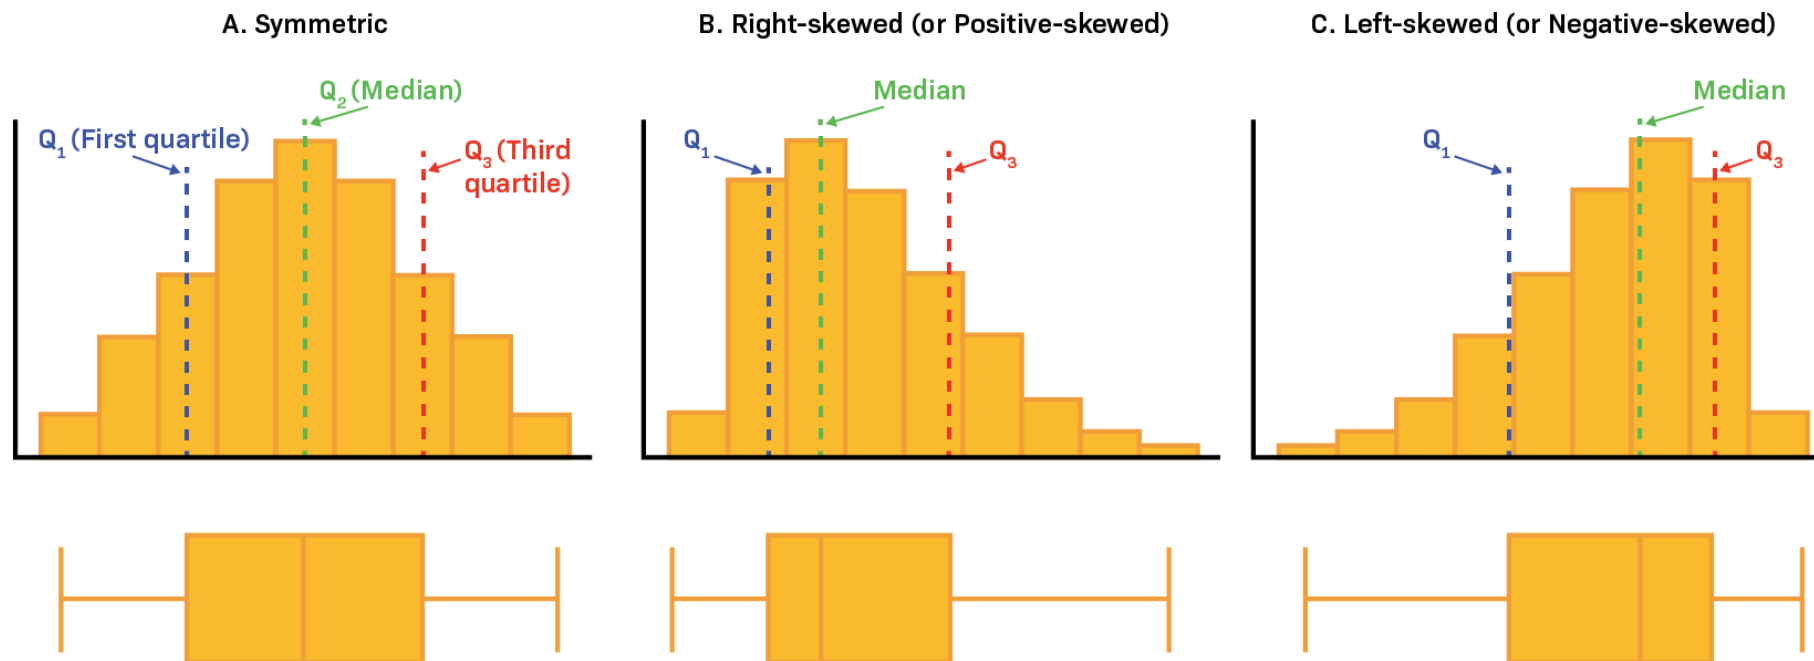 A. Symmetric
Q₂ (Median)
Q₁ (First quartile)
Q₃ (Third
quartile)
B. Right-skewed (or Positive-skewed)
Median
Q₁
Q₃
C. Left-skewed (or Negative-skewed)
Median
Q₁
Q₃